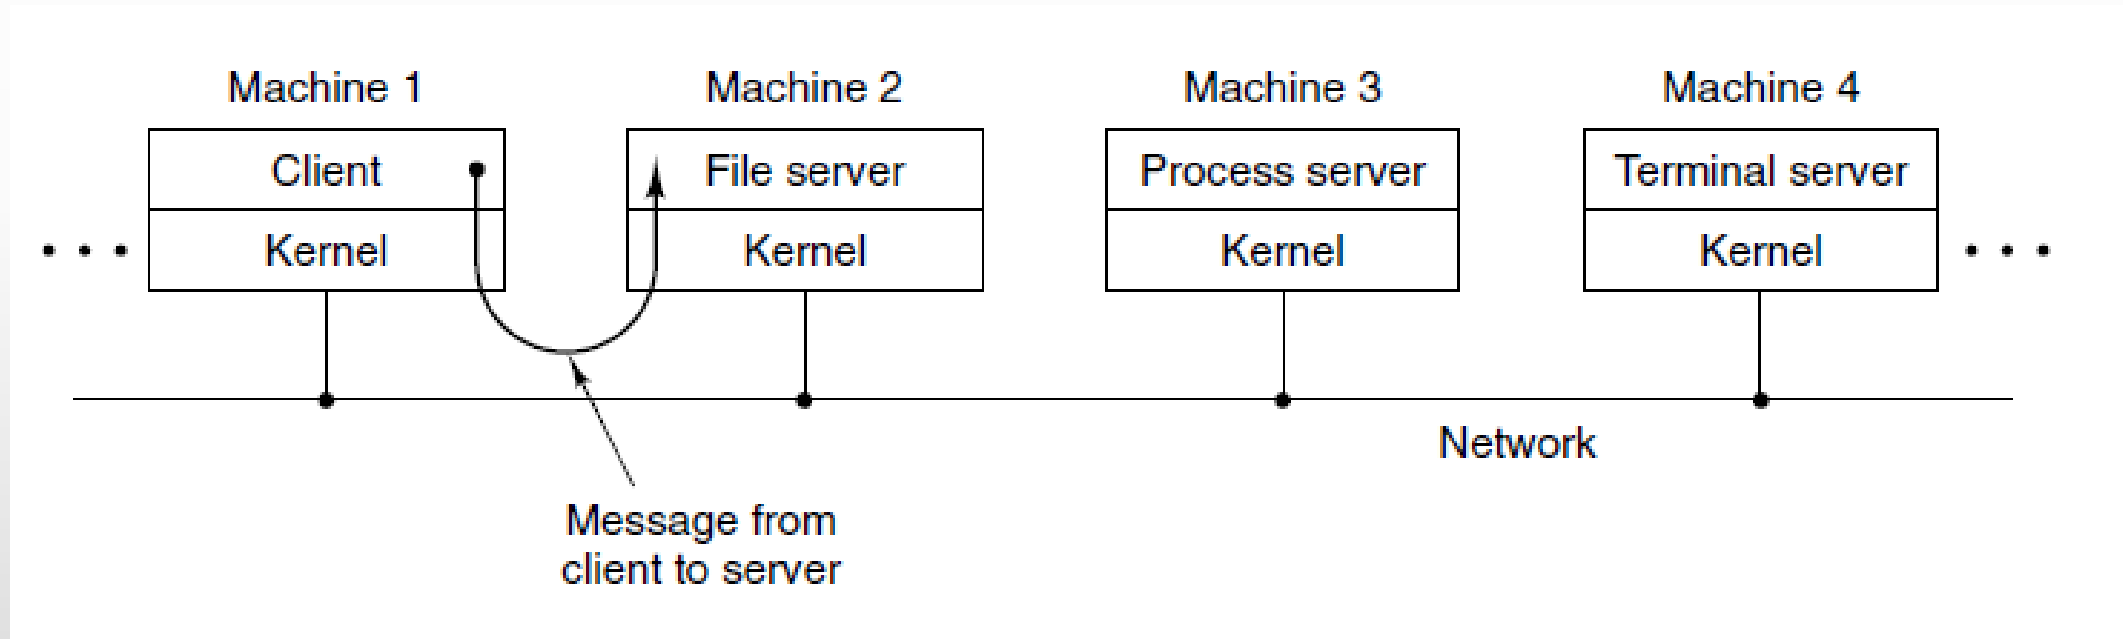 Machine 1
Machine 2
Machine 3
Machine 4
Client
File server
Process server
Terminal server
Kernel
Kernel
Kernel
Kernel
Network
Message from
client to server